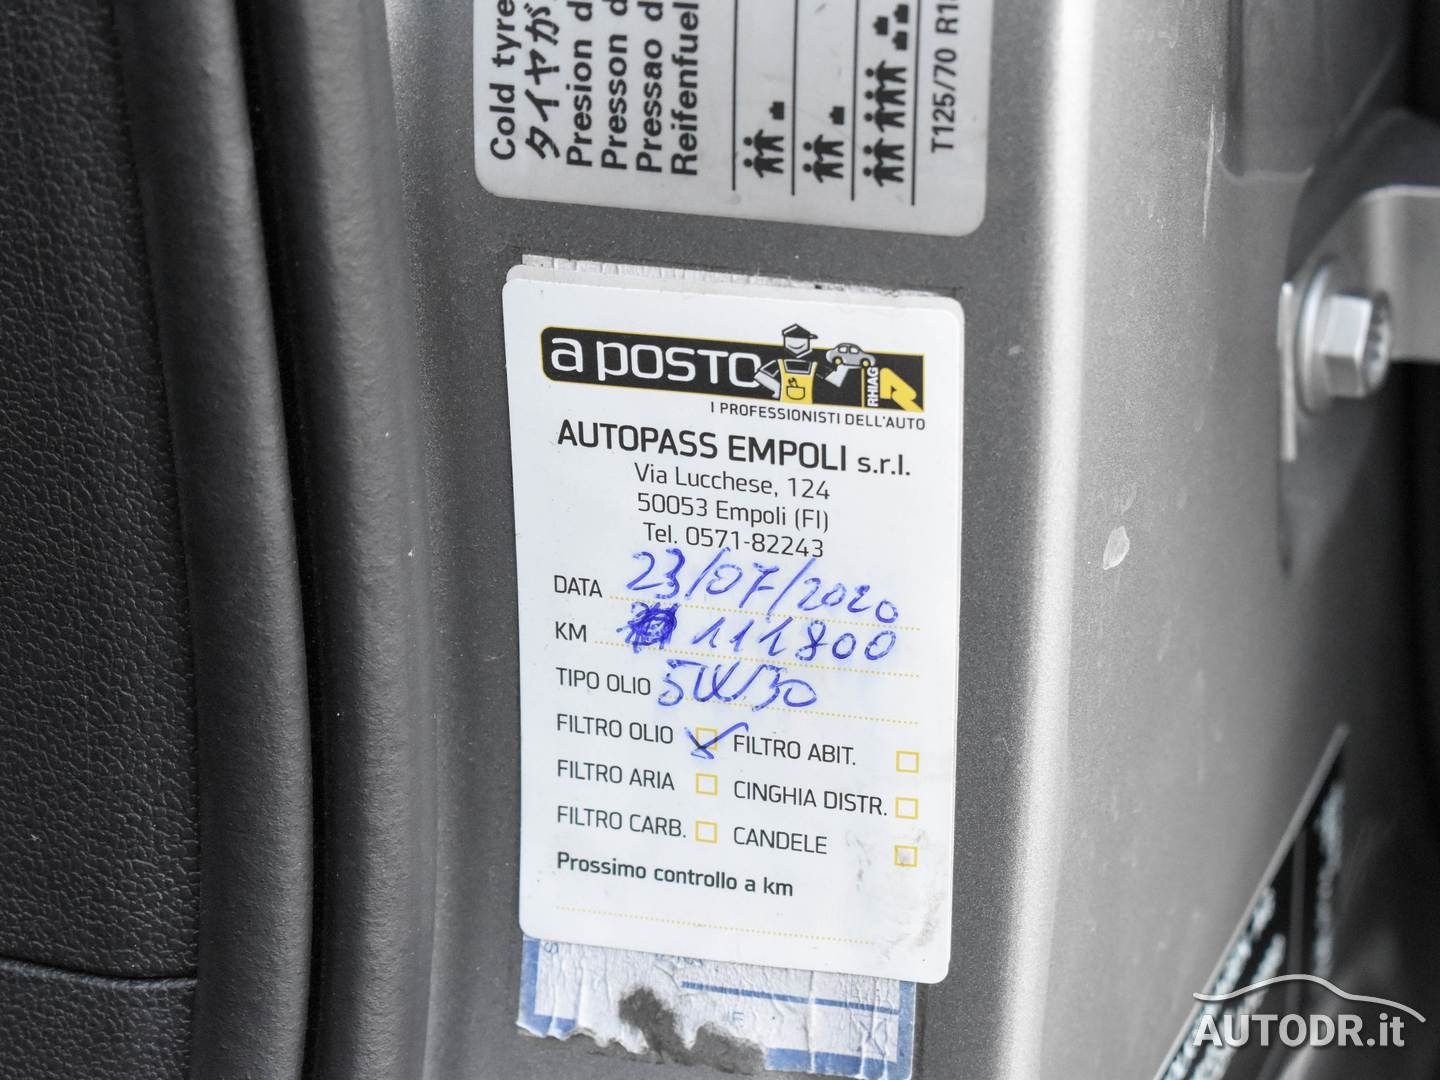 Cold tyre
タイヤが
Presion d
Presson d
Pressao d
Reifenfuel
T125/70 R1
a posto
RHIAG
I PROFESSIONISTI DELL'AUTO
AUTOPASS EMPOLI s.r.l.
Via Lucchese, 124
50053 Empoli (FI)
Tel. 0571-82243
DATA 23/07/2020
KM 111800
TIPO OLIO 5W30
FILTRO OLIO FILTRO ABIT.
FILTRO ARIA CINGHIA DISTR.
FILTRO CARB. CANDELE
Prossimo controllo a km
AUTODR.it